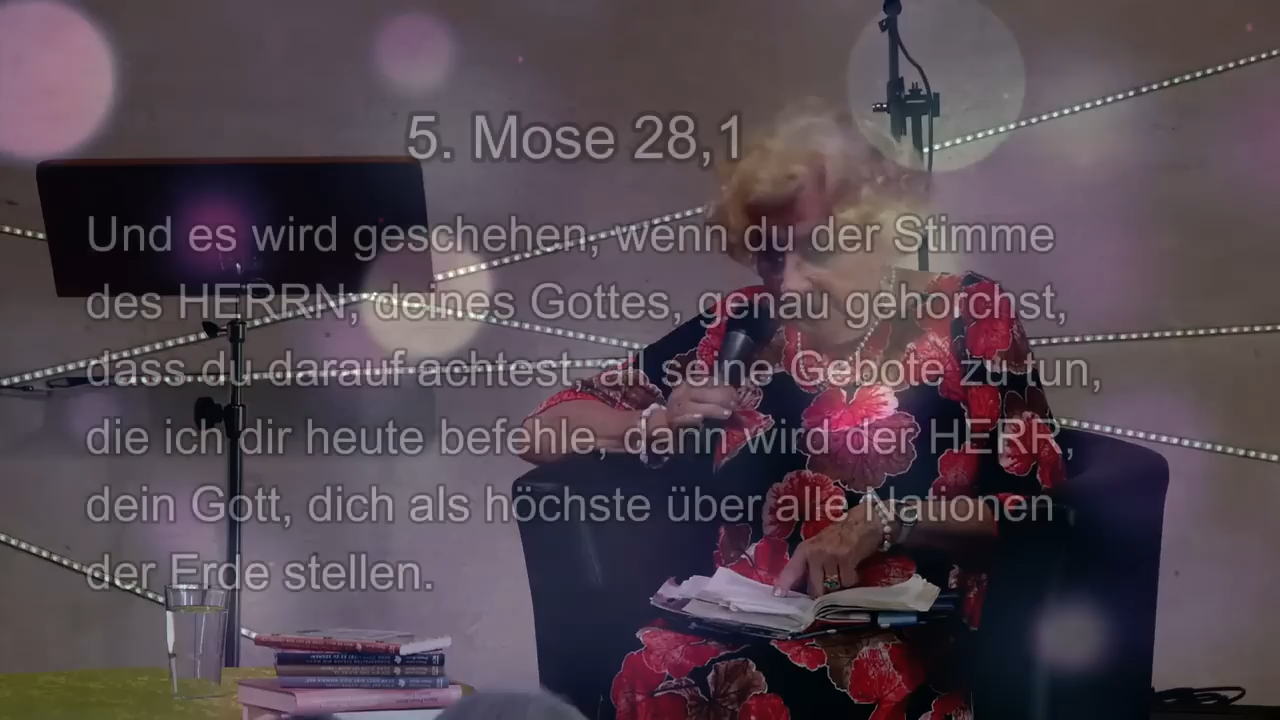 5. Mose 28,1
Und es wird geschehen, wenn du der Stimme
des HERRN, deines Gottes, genau gehorchst,
dass du darauf achtest, all seine Gebote zu tun,
die ich dir heute befehle, dann wird der HERR,
dein Gott, dich als höchste über alle Nationen
der Erde stellen.